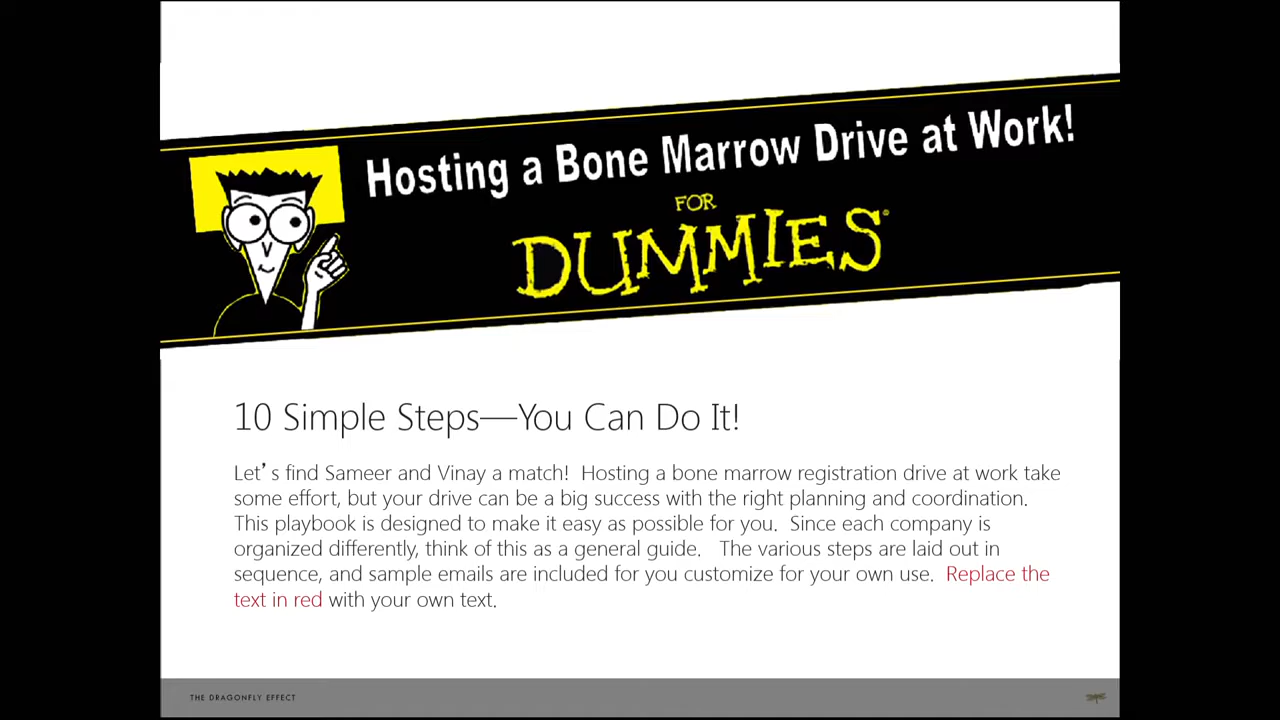 Hosting a Bone Marrow Drive at Work!
FOR
DUMMIES®
10 Simple Steps—You Can Do It!
Let’s find Sameer and Vinay a match!  Hosting a bone marrow registration drive at work take
some effort, but your drive can be a big success with the right planning and coordination.
This playbook is designed to make it easy as possible for you.  Since each company is
organized differently, think of this as a general guide.   The various steps are laid out in
sequence, and sample emails are included for you customize for your own use.  Replace the
text in red with your own text.
THE DRAGONFLY EFFECT